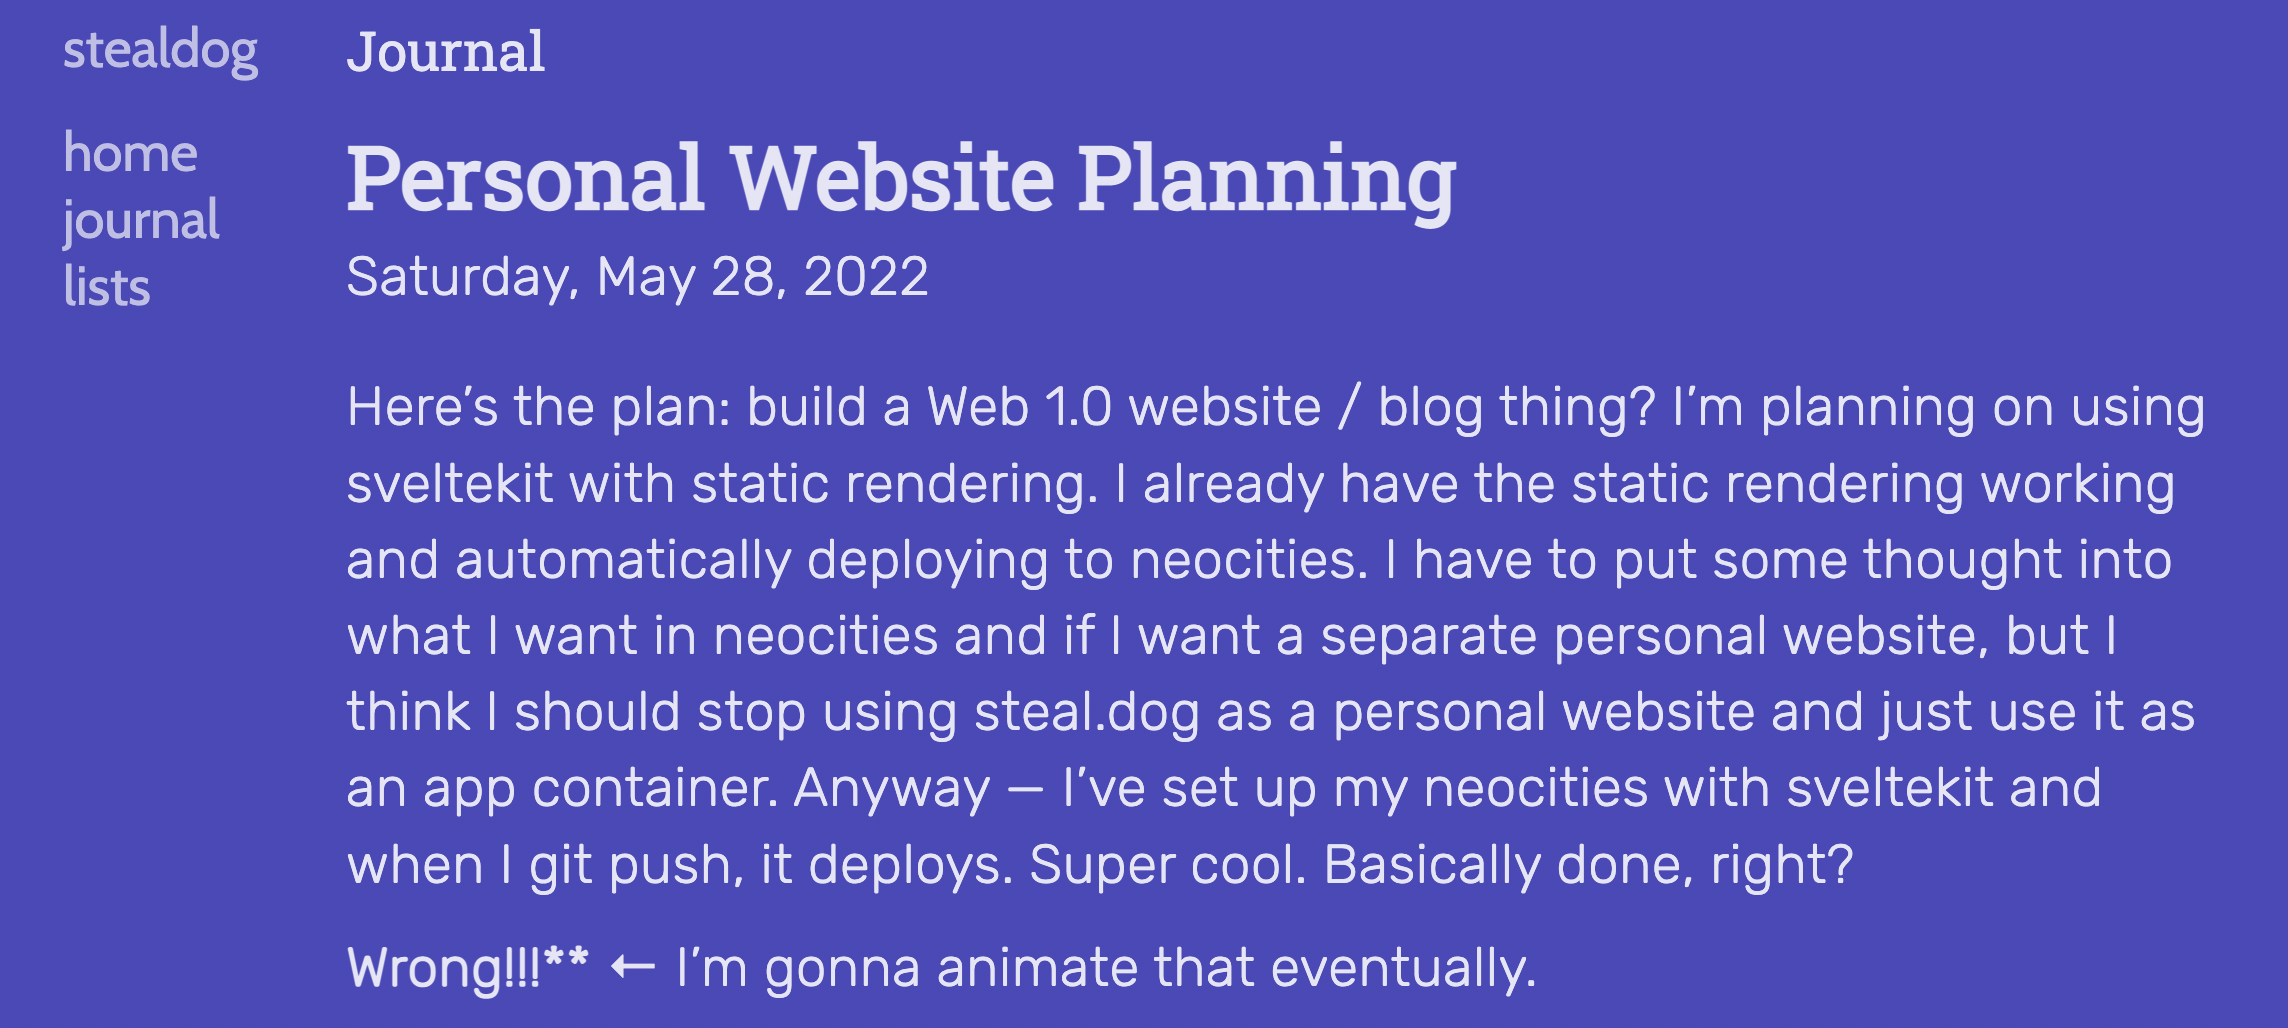 stealdog
home
journal
lists
Journal
Personal Website Planning
Saturday, May 28, 2022
Here’s the plan: build a Web 1.0 website / blog thing? I’m planning on using
sveltekit with static rendering. I already have the static rendering working
and automatically deploying to neocities. I have to put some thought into
what I want in neocities and if I want a separate personal website, but I
think I should stop using steal.dog as a personal website and just use it as
an app container. Anyway — I’ve set up my neocities with sveltekit and
when I git push, it deploys. Super cool. Basically done, right?
Wrong!!!** ← I’m gonna animate that eventually.